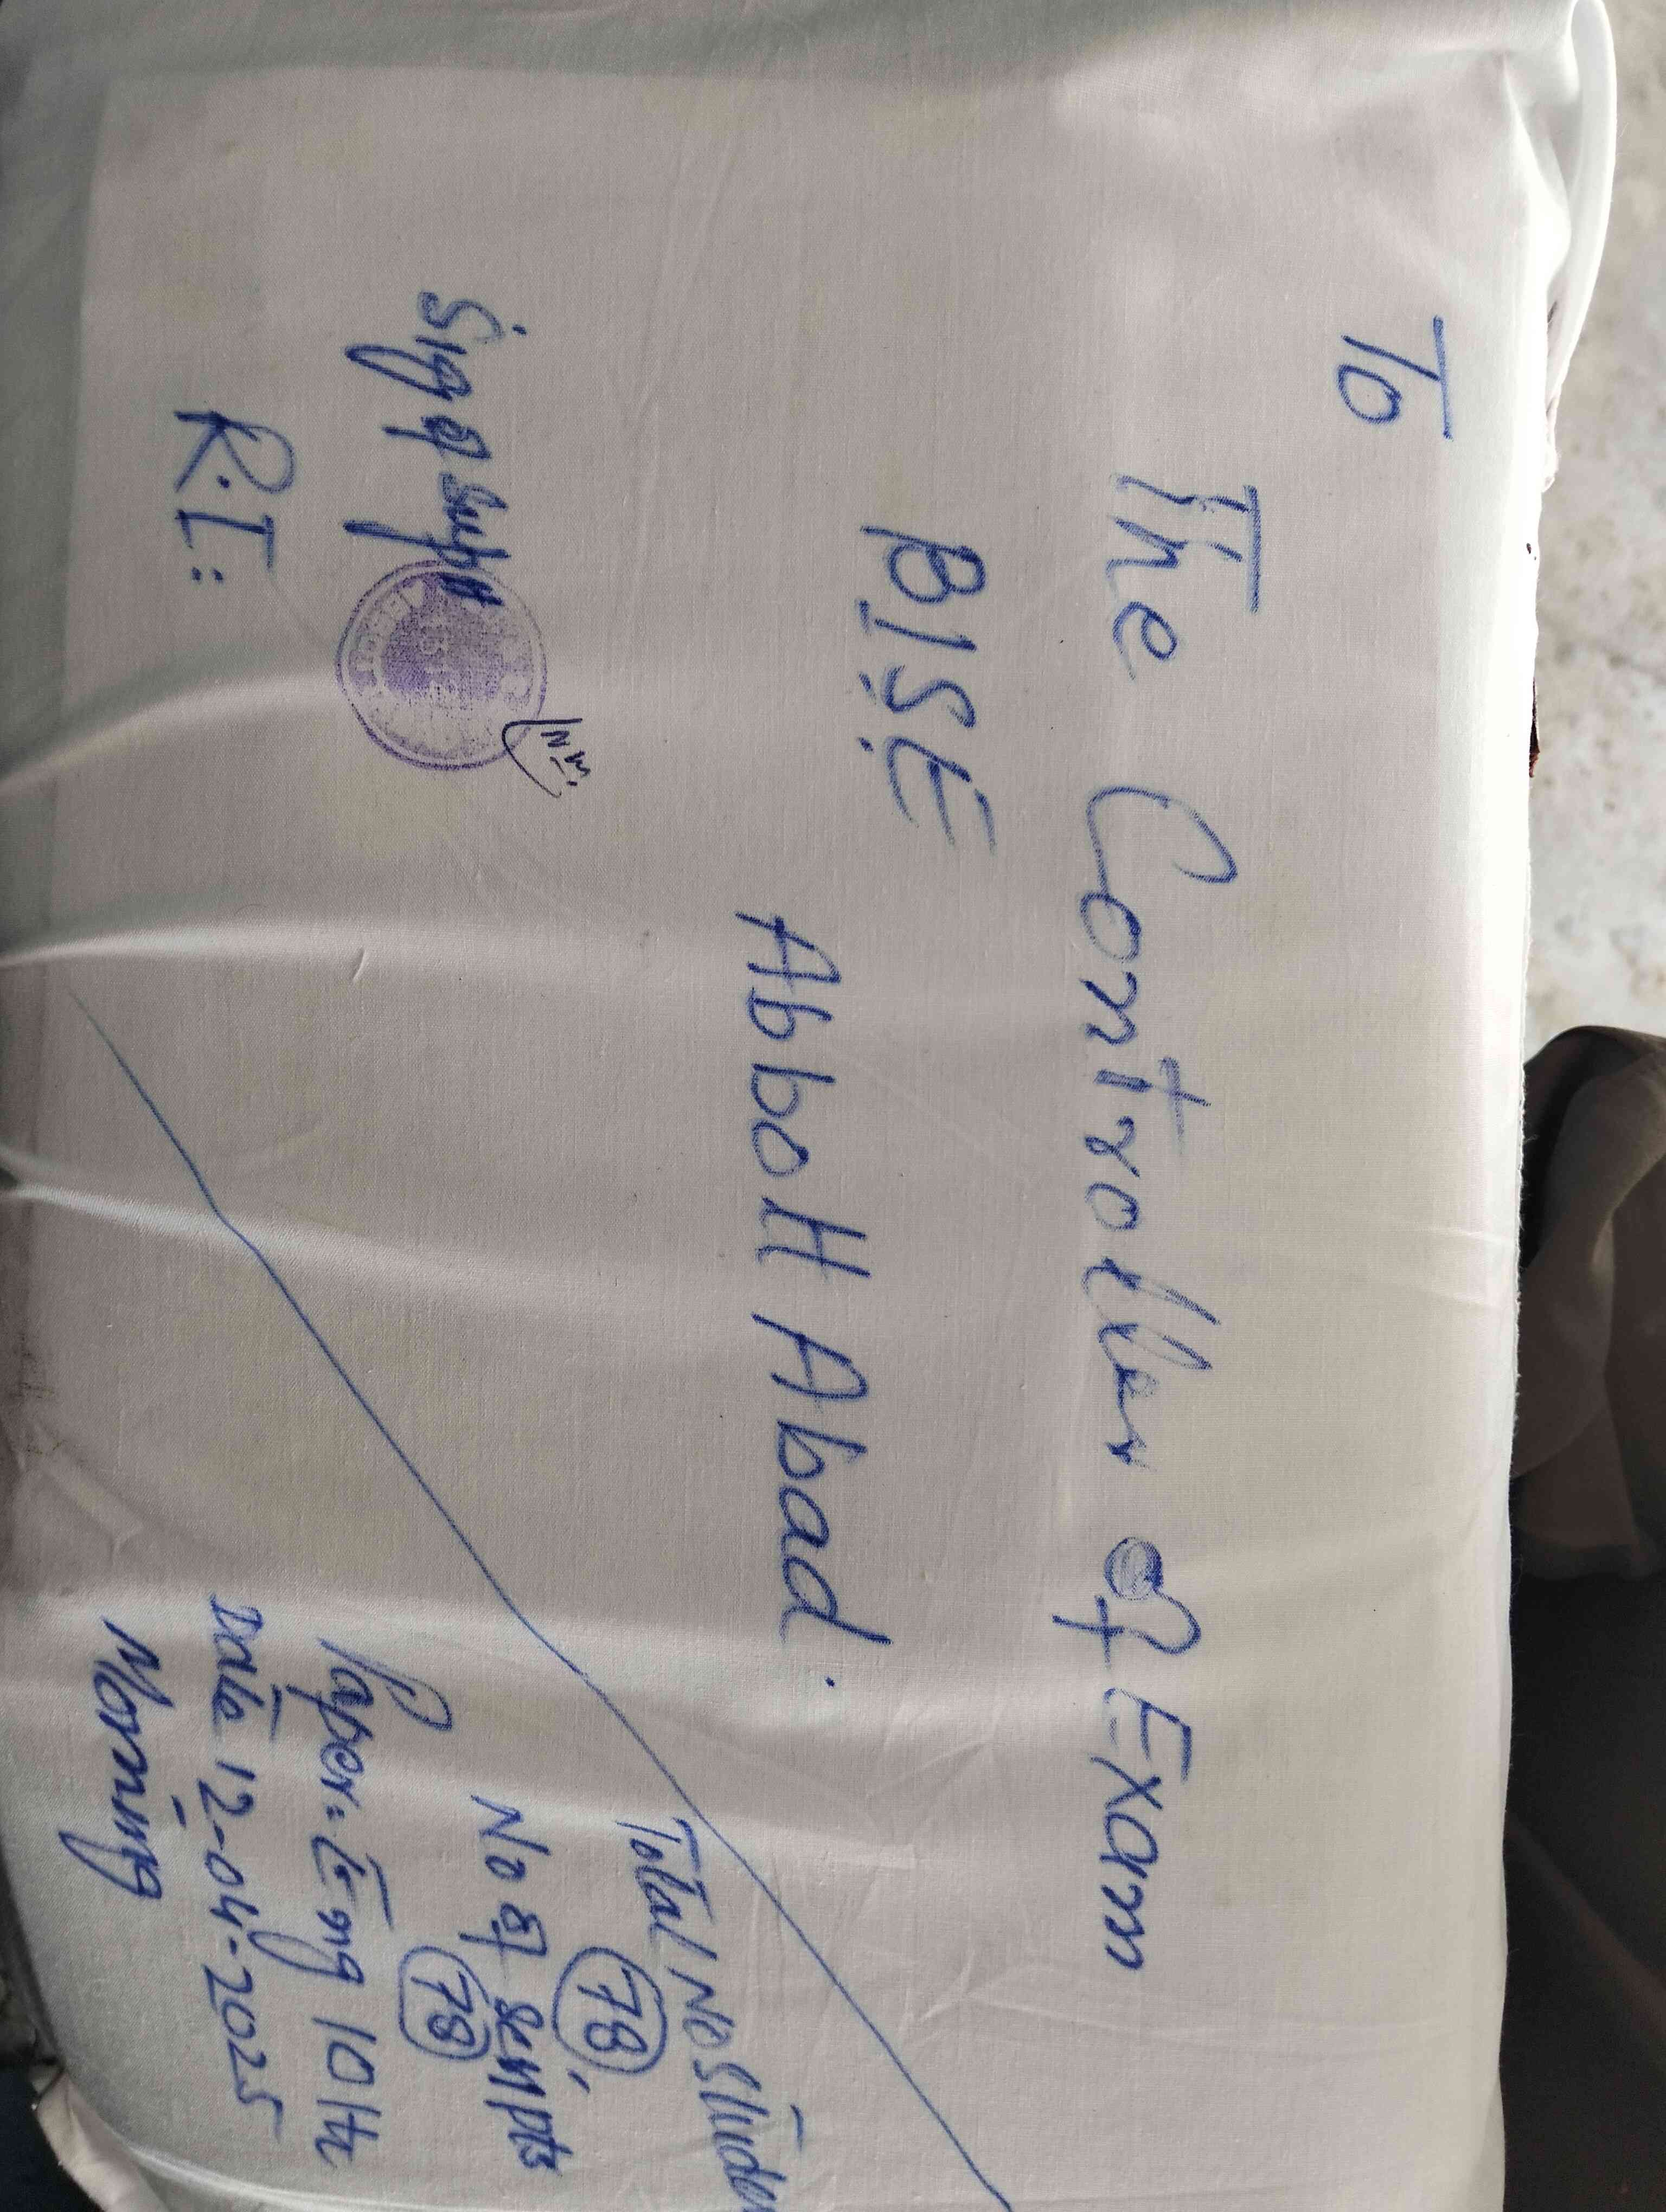 To
The Controller of Exam
BISE
Abbott Abad.
Sig of Supdt
R.I:
Total No Studen
78
No of Scripts
78
Paper: Eng 10th
Date 12-04-2025
Morning